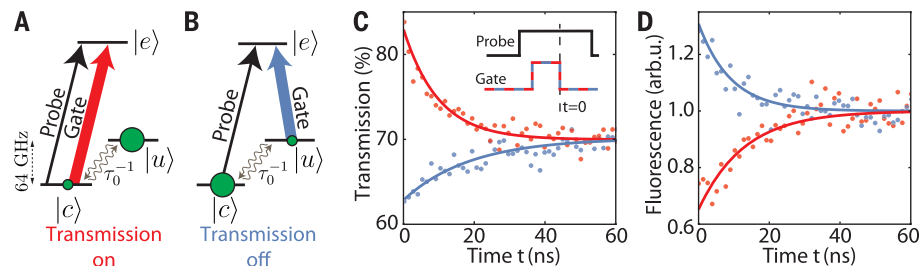 A
|e⟩
Probe
Gate
64 GHz
τ₀⁻¹
|u⟩
|c⟩
Transmission
on
B
|e⟩
Probe
Gate
τ₀⁻¹
|u⟩
|c⟩
Transmission
off
C
Transmission (%)
80
70
60
Probe
Gate
t=0
0 20 40 60
Time t (ns)
D
Fluorescence (arb.u.)
1.2
1.0
0.8
0.6
0 20 40 60
Time t (ns)